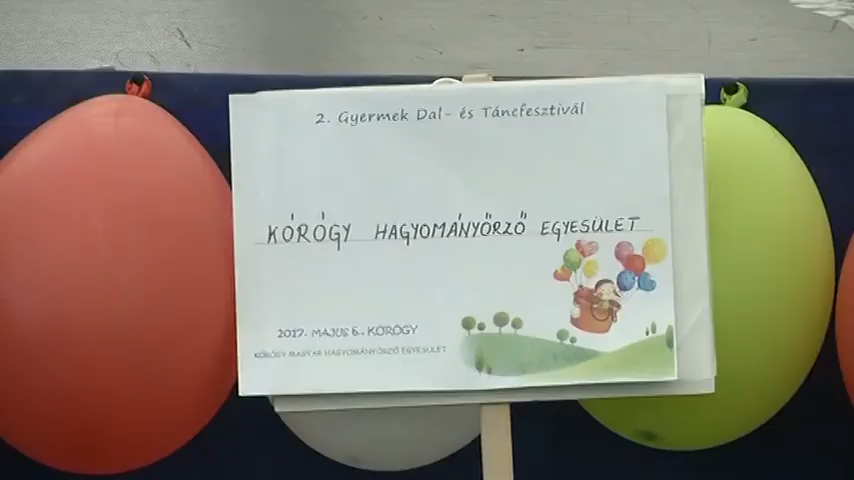 2. Gyermek Dal- és Táncfesztivál
KÓRÓGY HAGYOMÁNYŐRZŐ EGYESÜLET
2017. MÁJUS 6., KÓRÓGY
KÓRÓGY MAGYAR HAGYOMÁNYŐRZŐ EGYESÜLET